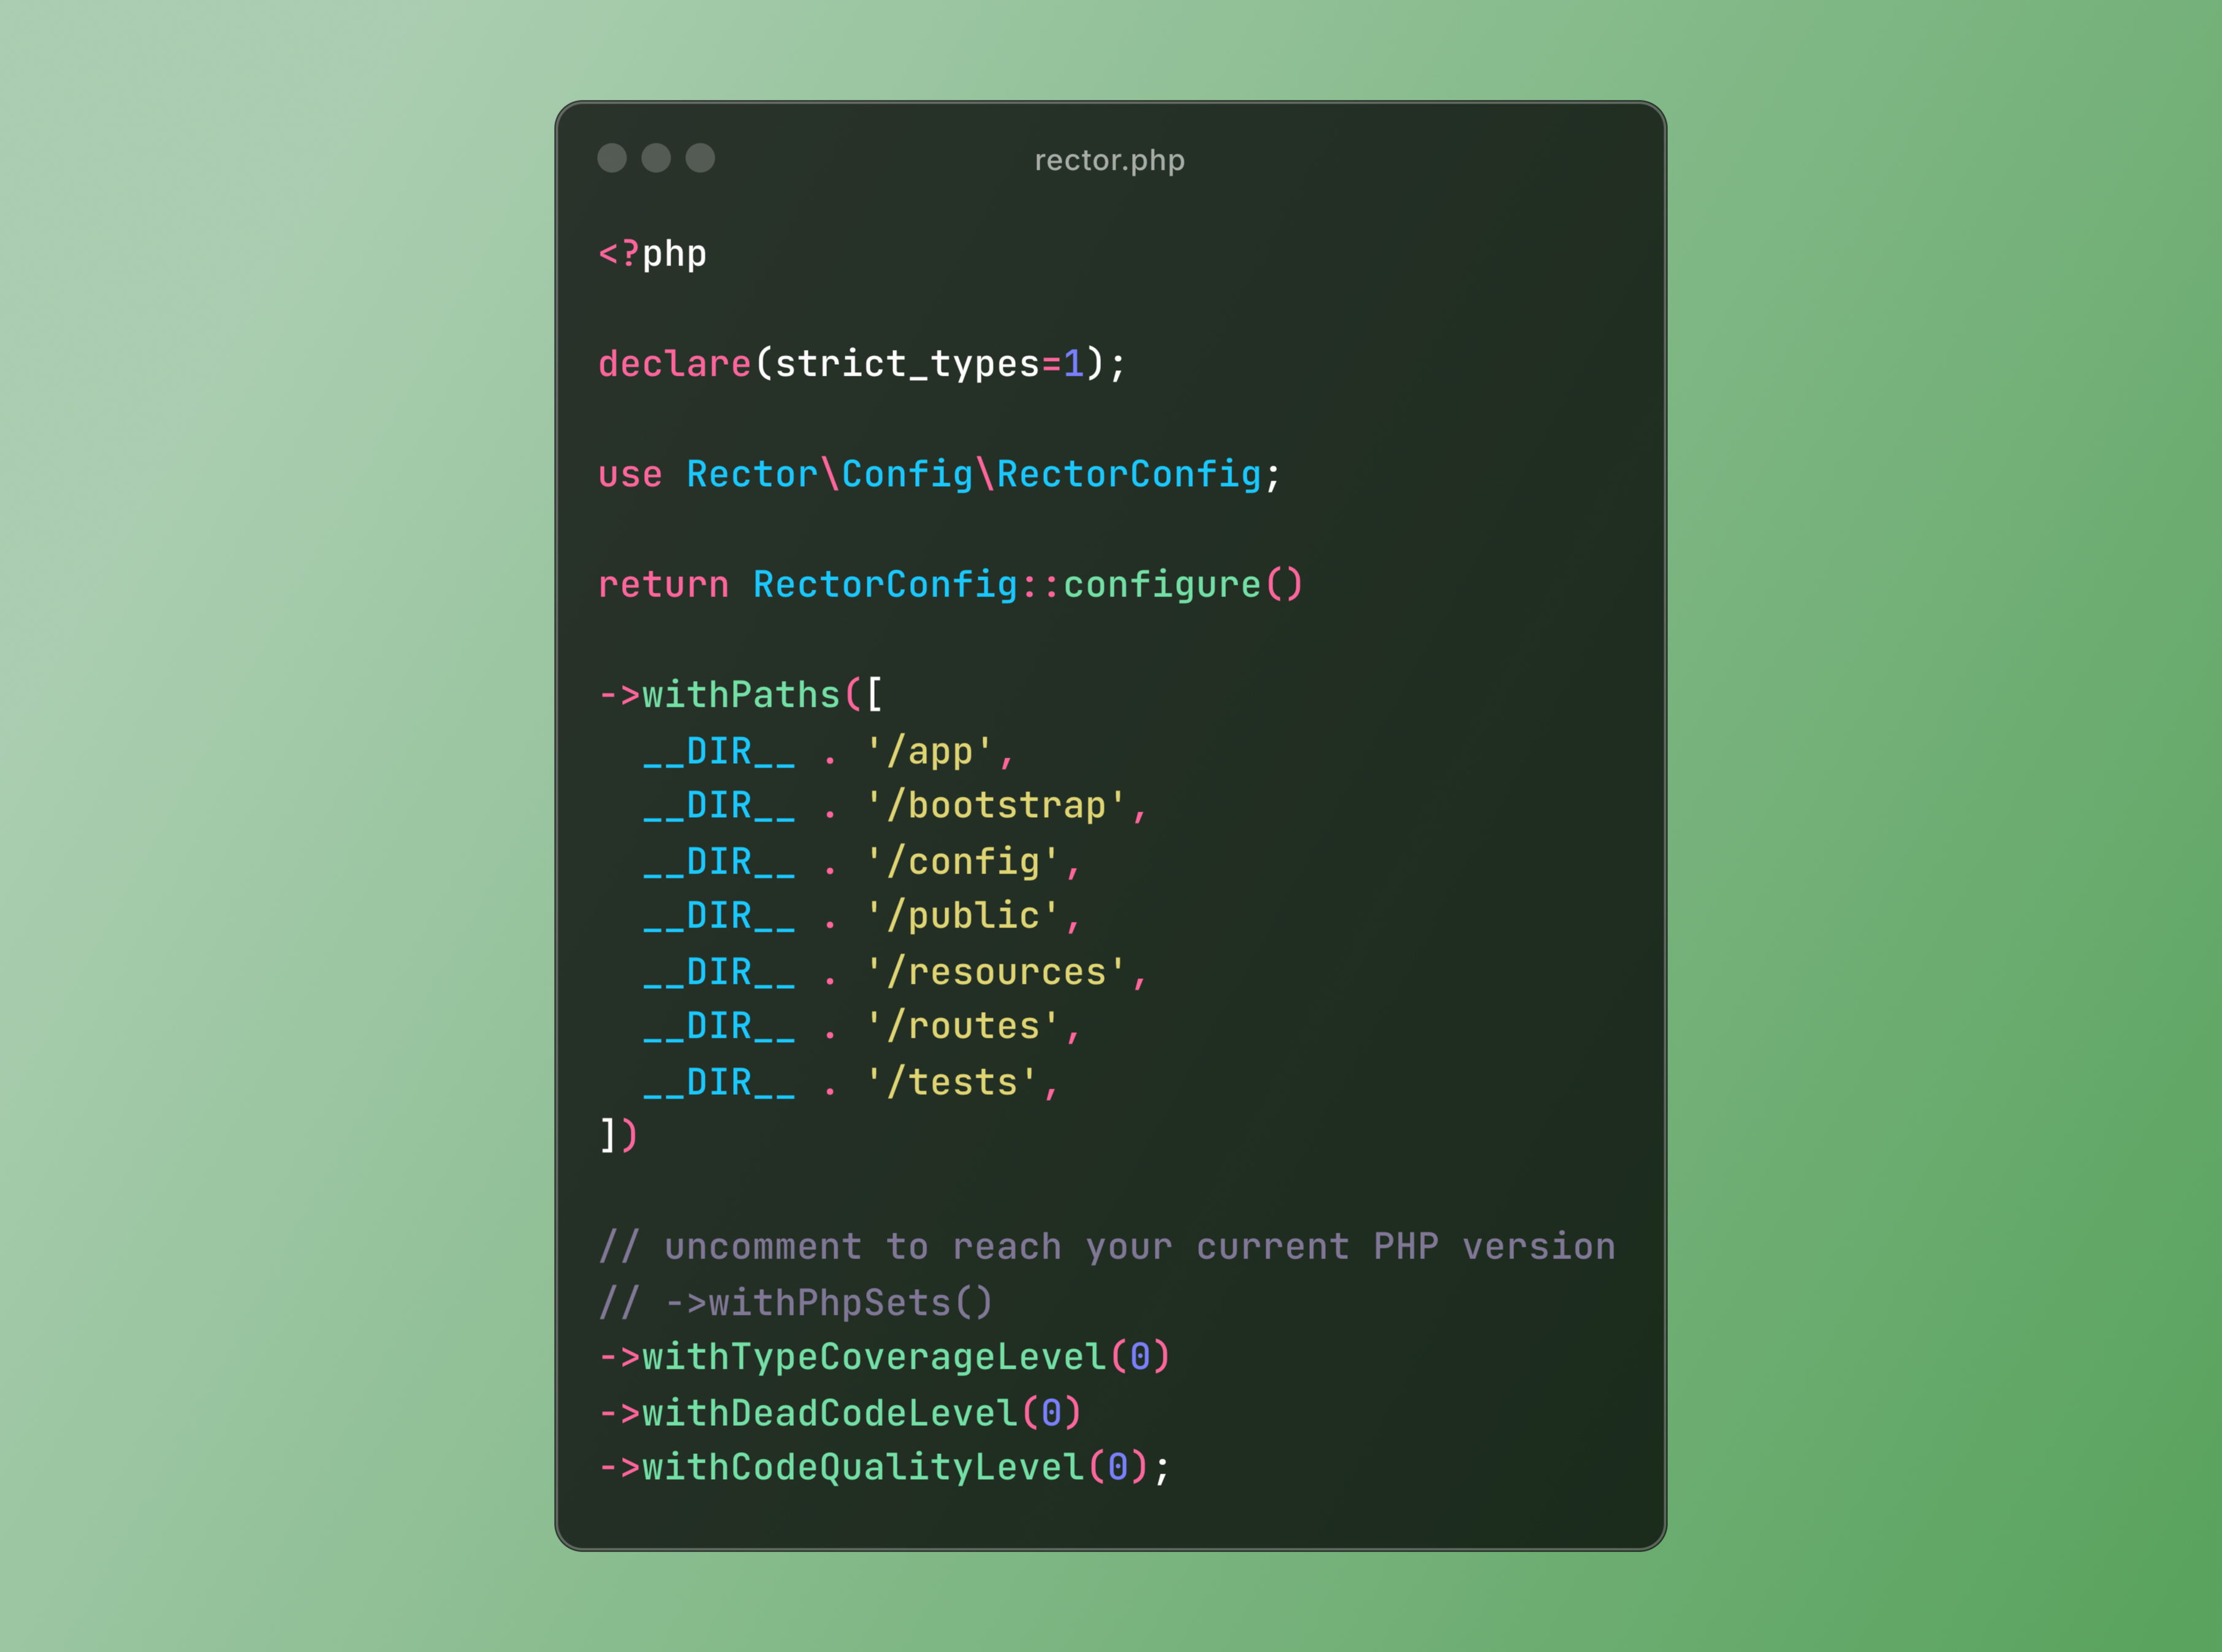 rector.php
<?php
declare(strict_types=1);
use Rector\Config\RectorConfig;
return RectorConfig::configure()
->withPaths([
  __DIR__ . '/app',
  __DIR__ . '/bootstrap',
  __DIR__ . '/config',
  __DIR__ . '/public',
  __DIR__ . '/resources',
  __DIR__ . '/routes',
  __DIR__ . '/tests',
])
// uncomment to reach your current PHP version
// ->withPhpSets()
->withTypeCoverageLevel(0)
->withDeadCodeLevel(0)
->withCodeQualityLevel(0);